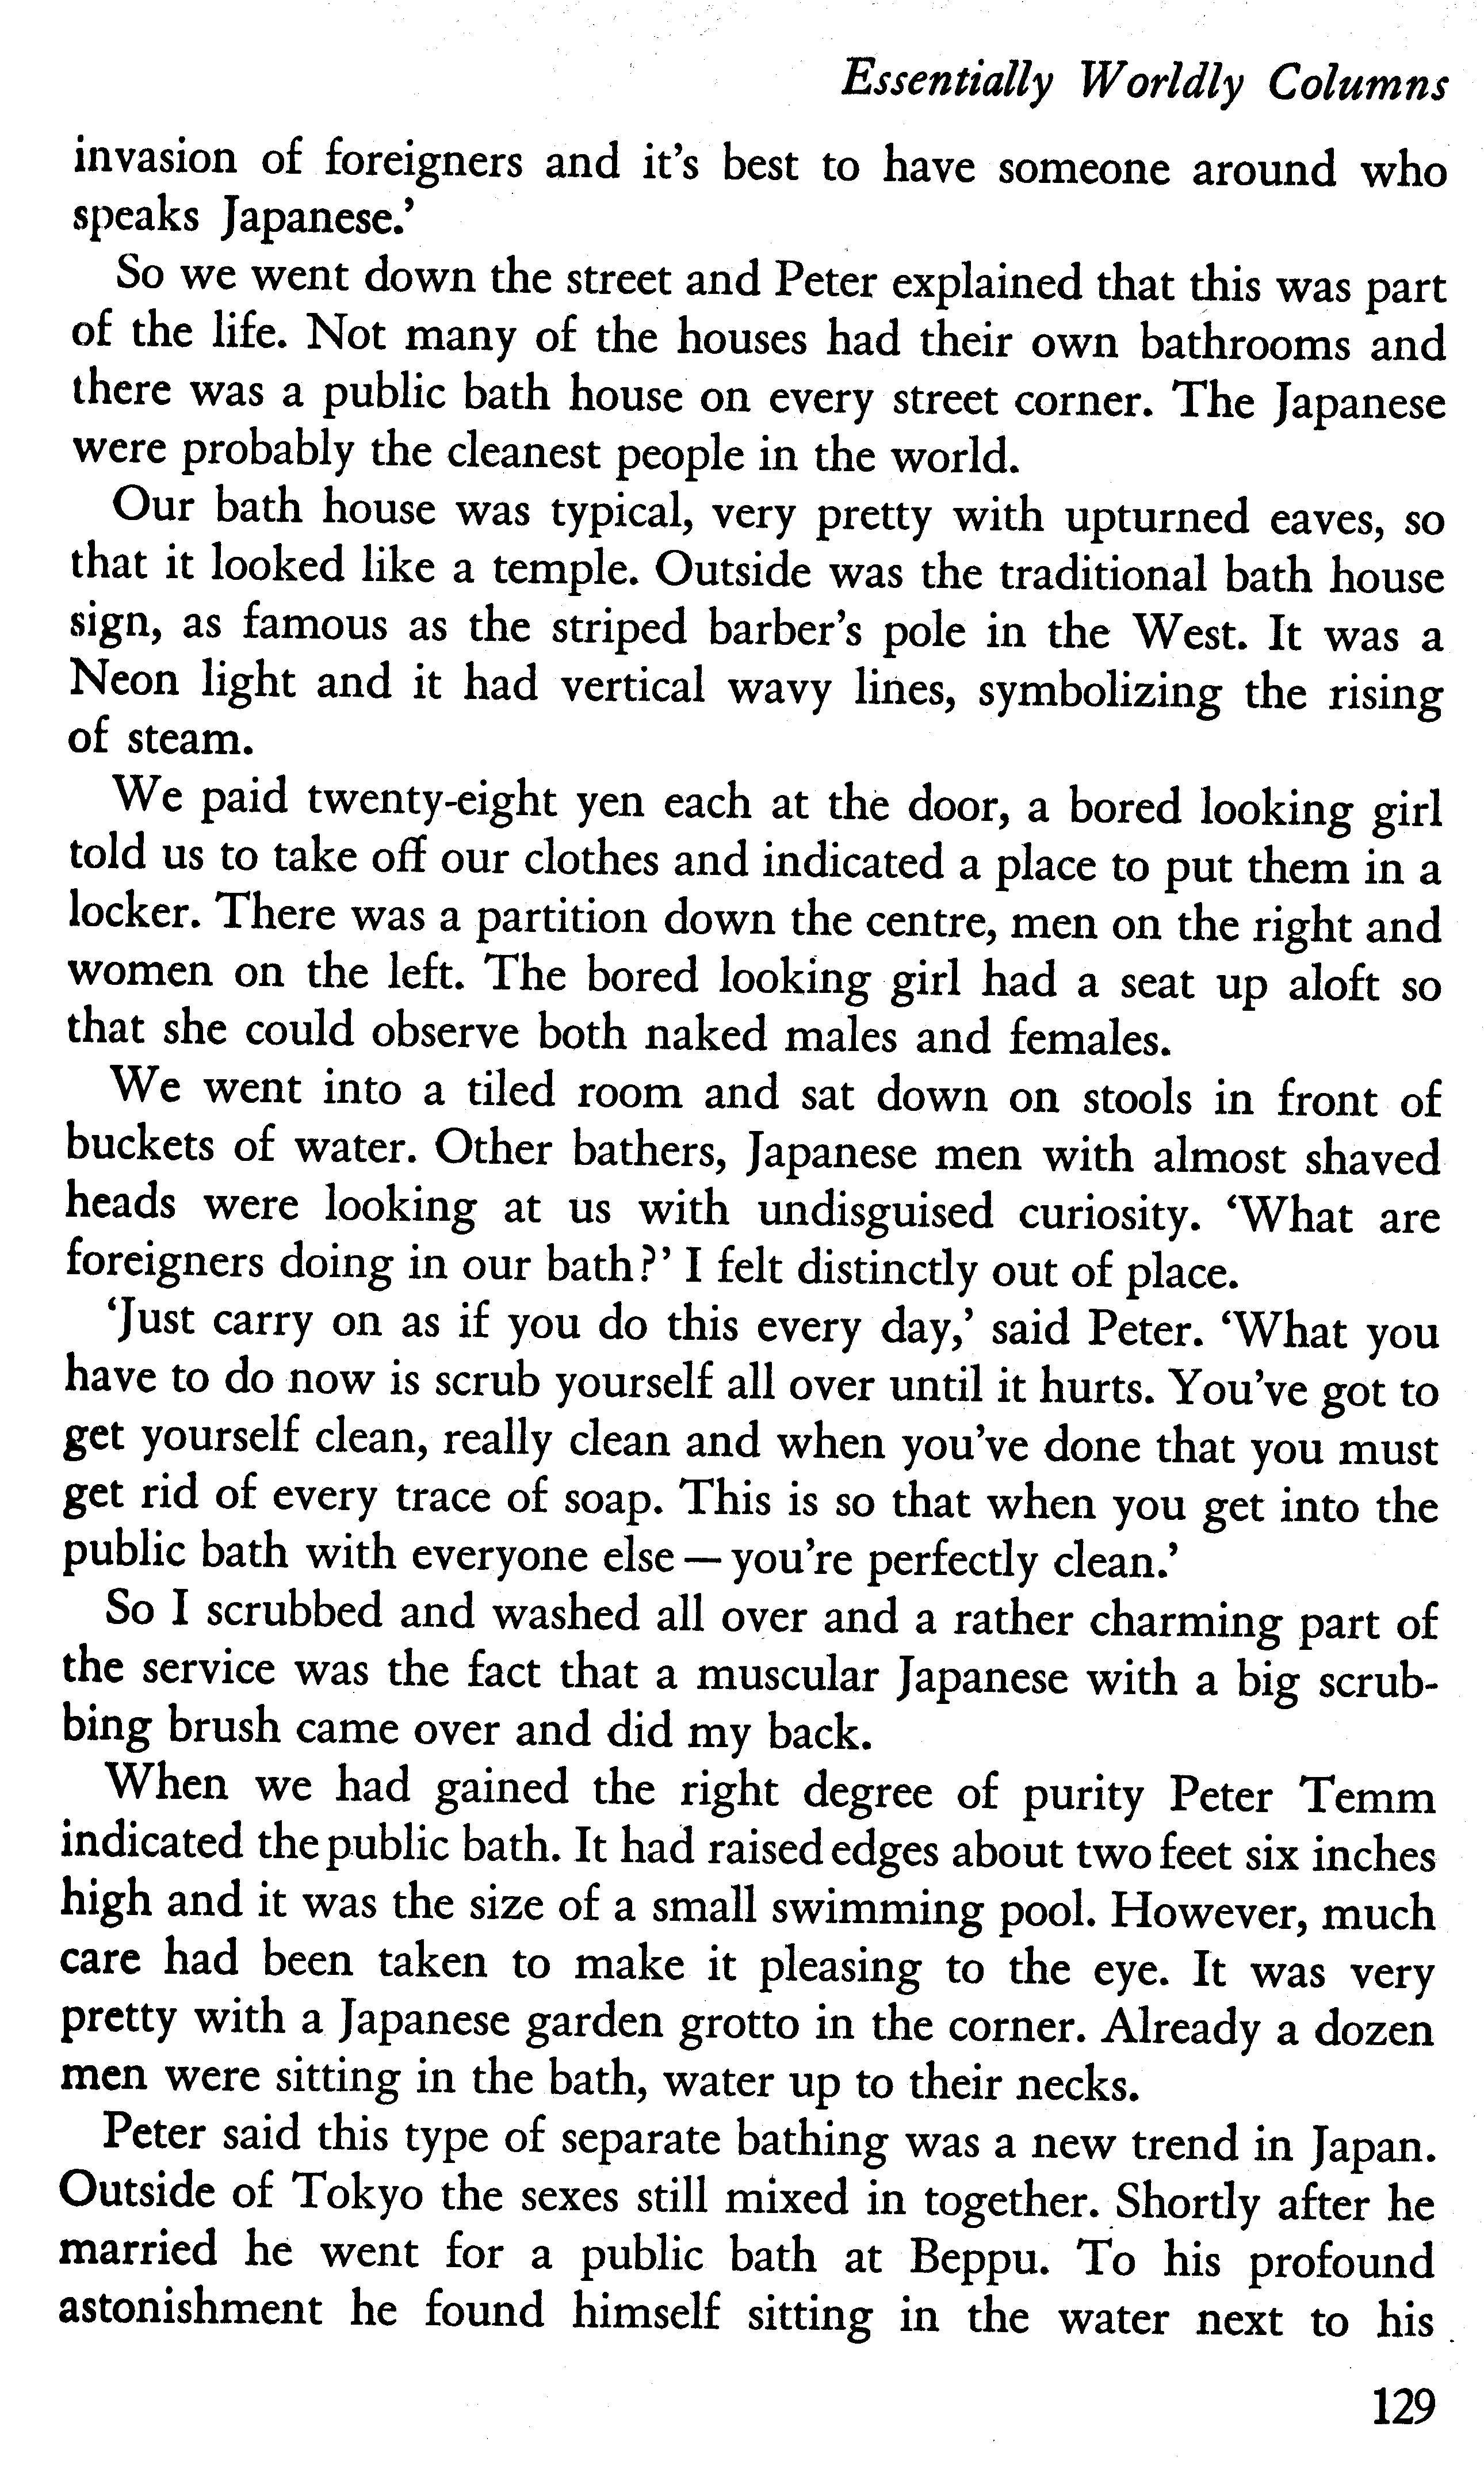 Essentially Worldly Columns
invasion of foreigners and it's best to have someone around who
speaks Japanese.'
So we went down the street and Peter explained that this was part
of the life. Not many of the houses had their own bathrooms and
there was a public bath house on every street corner. The Japanese
were probably the cleanest people in the world.
Our bath house was typical, very pretty with upturned eaves, so
that it looked like a temple. Outside was the traditional bath house
sign, as famous as the striped barber's pole in the West. It was a
Neon light and it had vertical wavy lines, symbolizing the rising
of steam.
We paid twenty-eight yen each at the door, a bored looking girl
told us to take off our clothes and indicated a place to put them in a
locker. There was a partition down the centre, men on the right and
women on the left. The bored looking girl had a seat up aloft so
that she could observe both naked males and females.
We went into a tiled room and sat down on stools in front of
buckets of water. Other bathers, Japanese men with almost shaved
heads were looking at us with undisguised curiosity. ‘What are
foreigners doing in our bath?’ I felt distinctly out of place.
‘Just carry on as if you do this every day,’ said Peter. ‘What you
have to do now is scrub yourself all over until it hurts. You've got to
get yourself clean, really clean and when you've done that you must
get rid of every trace of soap. This is so that when you get into the
public bath with everyone else — you're perfectly clean.’
So I scrubbed and washed all over and a rather charming part of
the service was the fact that a muscular Japanese with a big scrub-
bing brush came over and did my back.
When we had gained the right degree of purity Peter Temm
indicated the public bath. It had raised edges about two feet six inches
high and it was the size of a small swimming pool. However, much
care had been taken to make it pleasing to the eye. It was very
pretty with a Japanese garden grotto in the corner. Already a dozen
men were sitting in the bath, water up to their necks.
Peter said this type of separate bathing was a new trend in Japan.
Outside of Tokyo the sexes still mixed in together. Shortly after he
married he went for a public bath at Beppu. To his profound
astonishment he found himself sitting in the water next to his
129